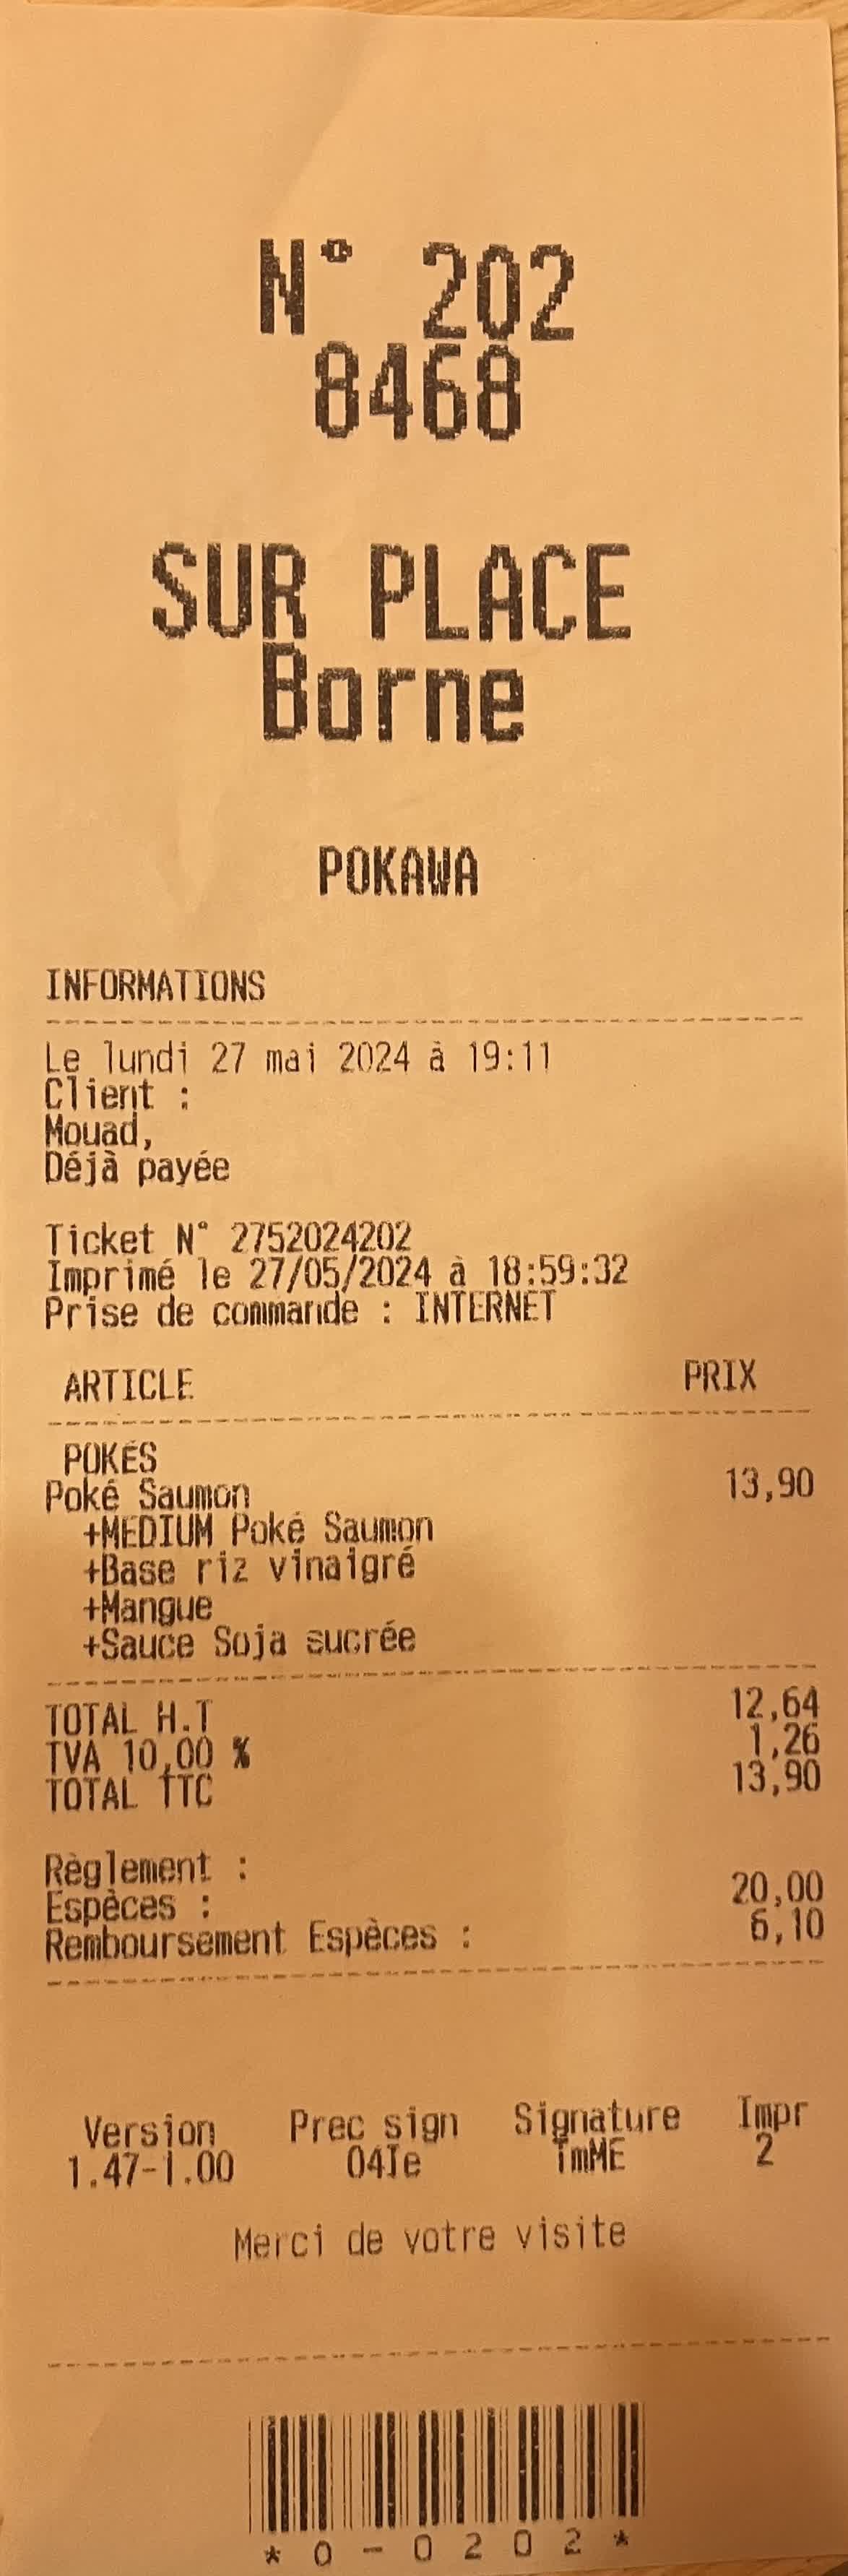 N° 202
8468
SUR PLACE
Borne
POKAWA
INFORMATIONS
Le lundi 27 mai 2024 à 19:11
Client :
Mouad,
Déjà payée
Ticket N° 2752024202
Imprimé le 27/05/2024 à 18:59:32
Prise de commande : INTERNET
ARTICLE PRIX
POKÉS
Poké Saumon 13,90
+MEDIUM Poké Saumon
+Base riz vinaigré
+Mangue
+Sauce Soja sucrée
TOTAL H.T 12,64
TVA 10,00 % 1,26
TOTAL TTC 13,90
Règlement :
Espèces : 20,00
Remboursement Espèces : 6,10
Version Prec sign Signature Impr
1.47-1.00 04Ie TmME 2
Merci de votre visite
*0-0202*